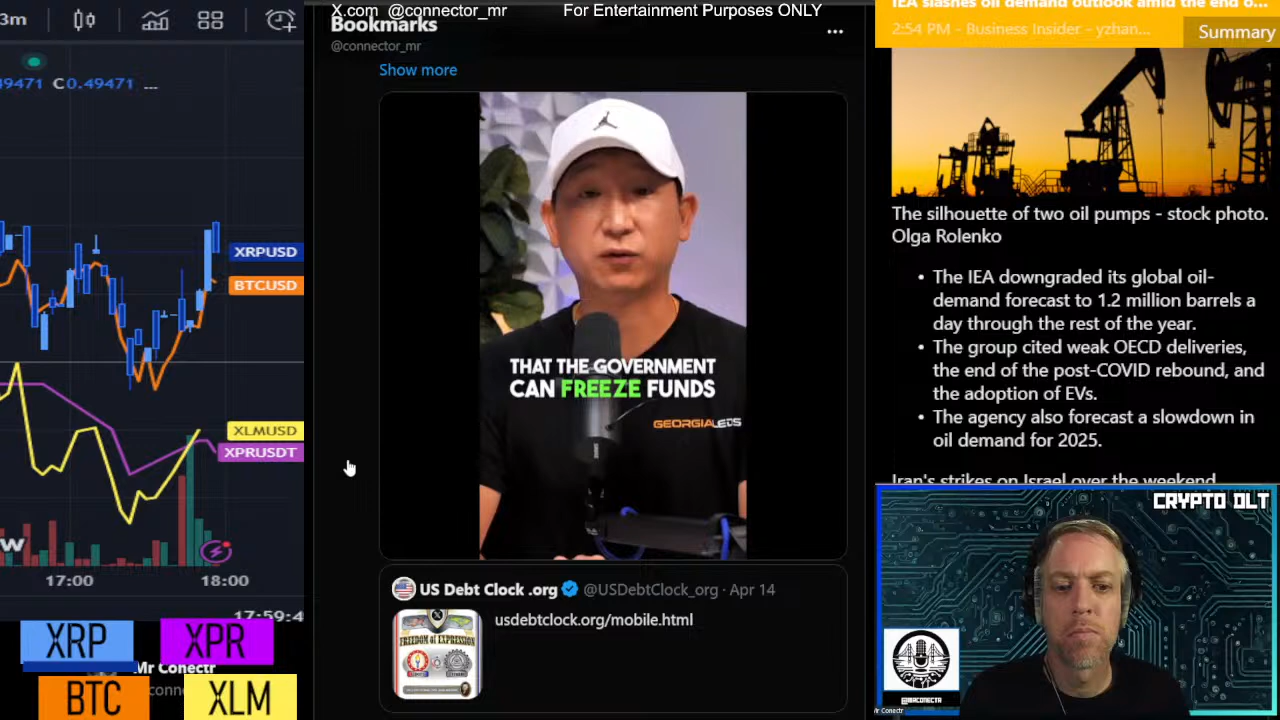 3m
49471 C0.49471 ...
XRPUSD
BTCUSD
XLMUSD
XPRUSDT
W
17:00
18:00
17:59:4
XRP
XPR
Mr Conectr
conn
BTC
XLM
X.com @connector_mr
For Entertainment Purposes ONLY
Bookmarks
@connector_mr
Show more
THAT THE GOVERNMENT
CAN FREEZE FUNDS
GEORGIALEDS
US Debt Clock .org @USDebtClock_org · Apr 14
usdebtclock.org/mobile.html
FREEDOM of EXPRESSION
IEA slashes oil demand outlook amid the end o...
2:54 PM - Business Insider - yzhan...
Summary
The silhouette of two oil pumps - stock photo.
Olga Rolenko
• The IEA downgraded its global oil-
demand forecast to 1.2 million barrels a
day through the rest of the year.
• The group cited weak OECD deliveries,
the end of the post-COVID rebound, and
the adoption of EVs.
• The agency also forecast a slowdown in
oil demand for 2025.
Iran's strikes on Israel over the weekend
CRYPTO DLT
@MRCONECTR
Mr Conectr